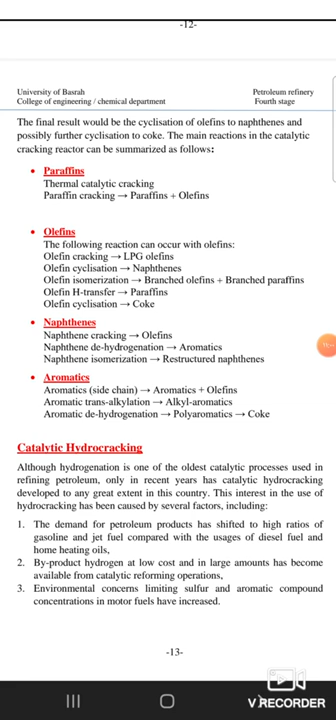 -12-
University of Basrah Petroleum refinery
College of engineering / chemical department Fourth stage
The final result would be the cyclisation of olefins to naphthenes and
possibly further cyclisation to coke. The main reactions in the catalytic
cracking reactor can be summarized as follows:
• Paraffins
Thermal catalytic cracking
Paraffin cracking → Paraffins + Olefins
• Olefins
The following reaction can occur with olefins:
Olefin cracking → LPG olefins
Olefin cyclisation → Naphthenes
Olefin isomerization → Branched olefins + Branched paraffins
Olefin H-transfer → Paraffins
Olefin cyclisation → Coke
• Naphthenes
Naphthene cracking → Olefins
Naphthene de-hydrogenation → Aromatics
Naphthene isomerization → Restructured naphthenes
• Aromatics
Aromatics (side chain) → Aromatics + Olefins
Aromatic trans-alkylation → Alkyl-aromatics
Aromatic de-hydrogenation → Polyaromatics → Coke
Catalytic Hydrocracking
Although hydrogenation is one of the oldest catalytic processes used in
refining petroleum, only in recent years has catalytic hydrocracking
developed to any great extent in this country. This interest in the use of
hydrocracking has been caused by several factors, including:
1. The demand for petroleum products has shifted to high ratios of
gasoline and jet fuel compared with the usages of diesel fuel and
home heating oils,
2. By-product hydrogen at low cost and in large amounts has become
available from catalytic reforming operations,
3. Environmental concerns limiting sulfur and aromatic compound
concentrations in motor fuels have increased.
-13-
V RECORDER